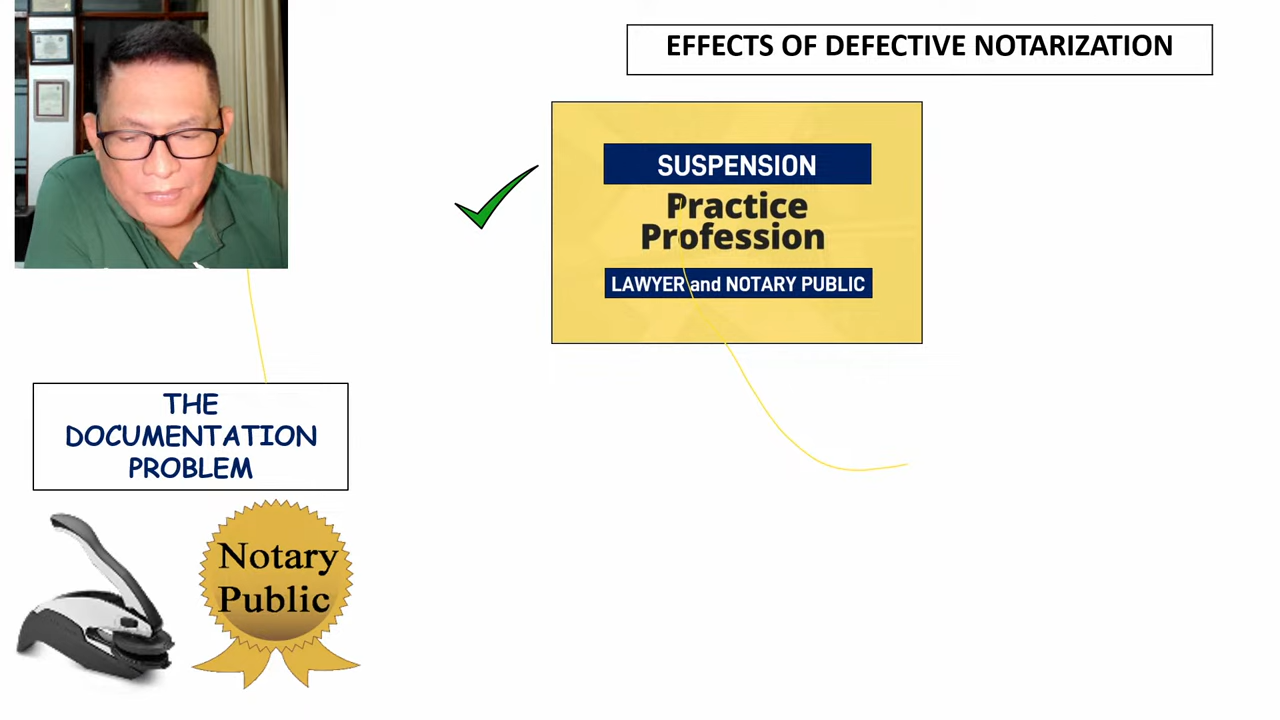 EFFECTS OF DEFECTIVE NOTARIZATION
SUSPENSION
Practice
Profession
LAWYER and NOTARY PUBLIC
THE
DOCUMENTATION
PROBLEM
Notary
Public